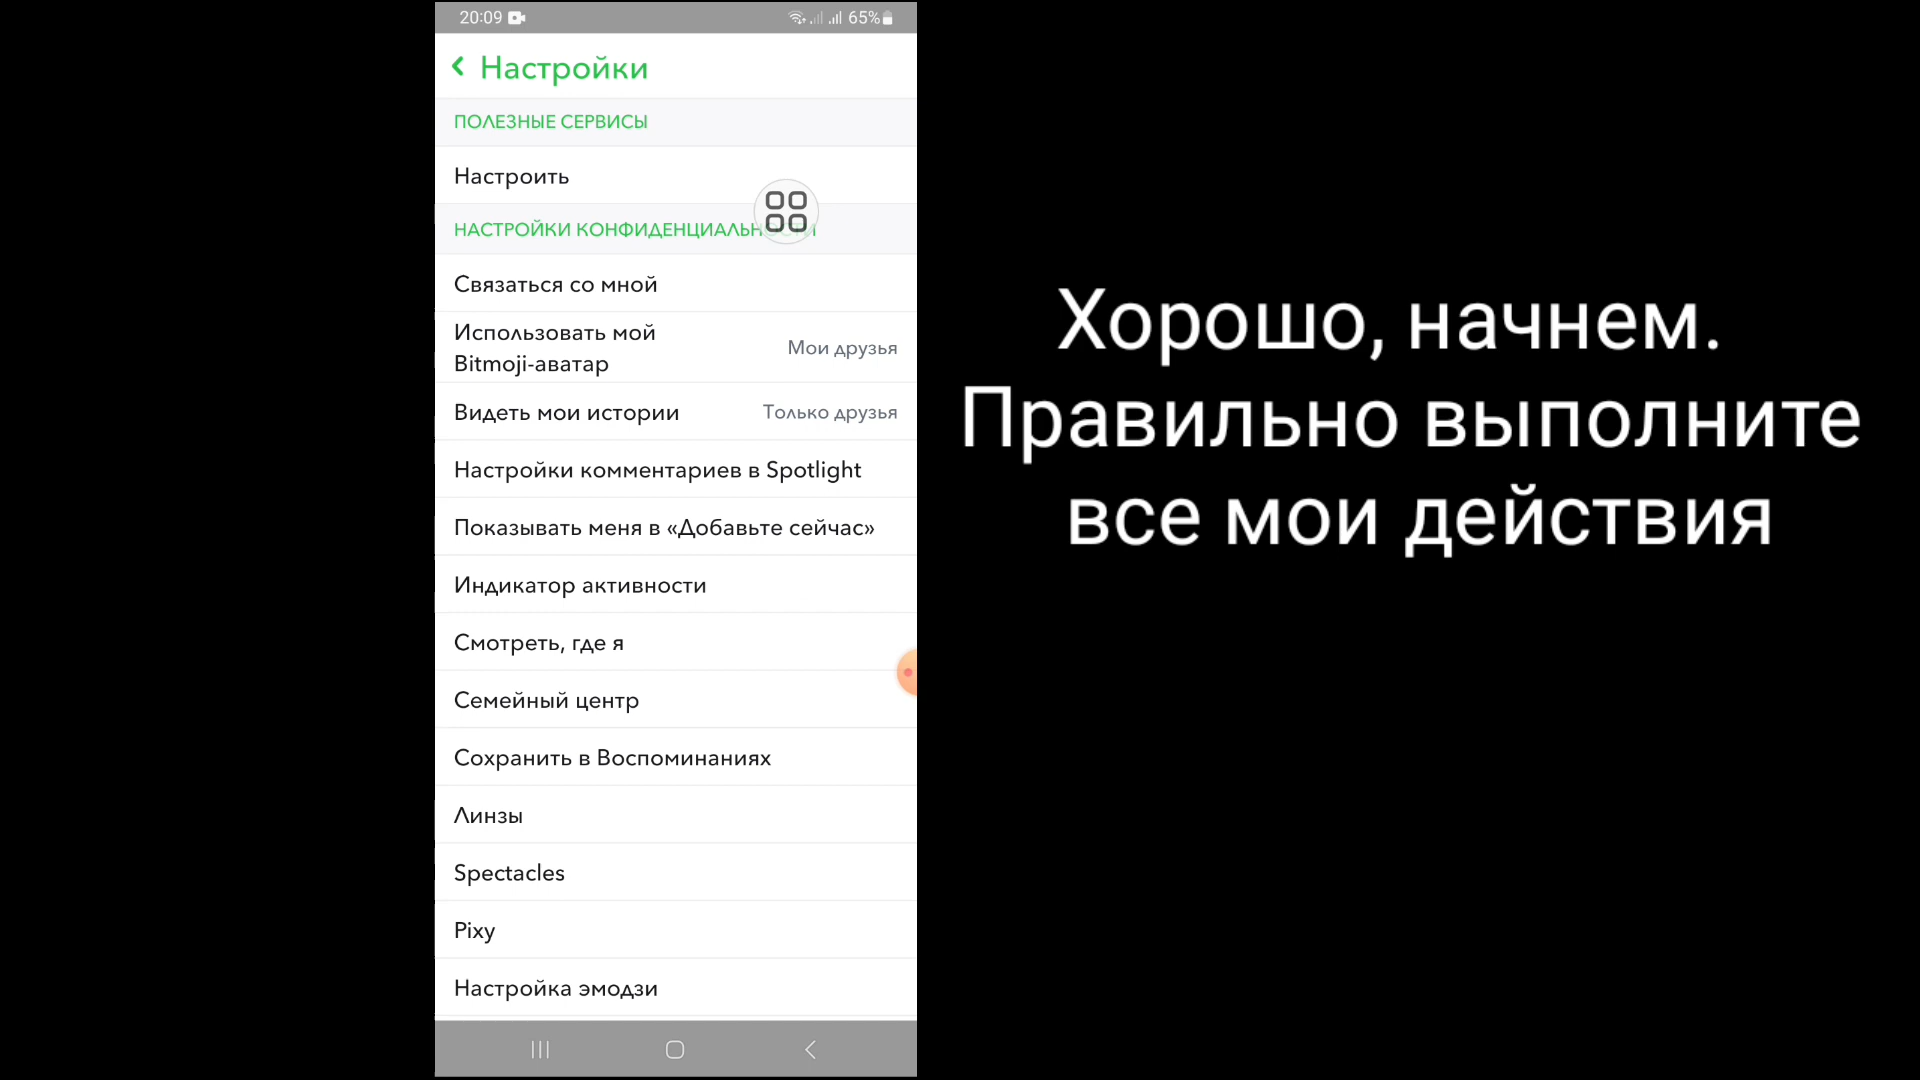 20:09
65%
Настройки
ПОЛЕЗНЫЕ СЕРВИСЫ
Настроить
НАСТРОЙКИ КОНФИДЕНЦИАЛЬНОСТИ
Связаться со мной
Использовать мой
Bitmoji-аватар
Мои друзья
Видеть мои истории
Только друзья
Настройки комментариев в Spotlight
Показывать меня в «Добавьте сейчас»
Индикатор активности
Смотреть, где я
Семейный центр
Сохранить в Воспоминаниях
Линзы
Spectacles
Pixy
Настройка эмодзи
Хорошо, начнем.
Правильно выполните
все мои действия